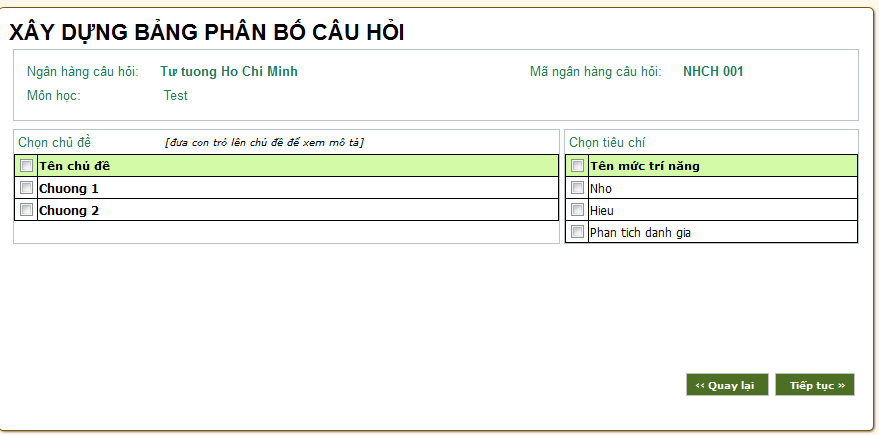 XÂY DỰNG BẢNG PHÂN BỐ CÂU HỎI
Ngân hàng câu hỏi: Tư tuong Ho Chi Minh Mã ngân hàng câu hỏi: NHCH 001
Môn học: Test
Chọn chủ đề [đưa con trỏ lên chủ đề để xem mô tả] Chọn tiêu chí
Tên chủ đề Tên mức trí năng
Chuong 1 Nho
Chuong 2 Hieu
Phan tich danh gia
‹‹ Quay lại Tiếp tục »